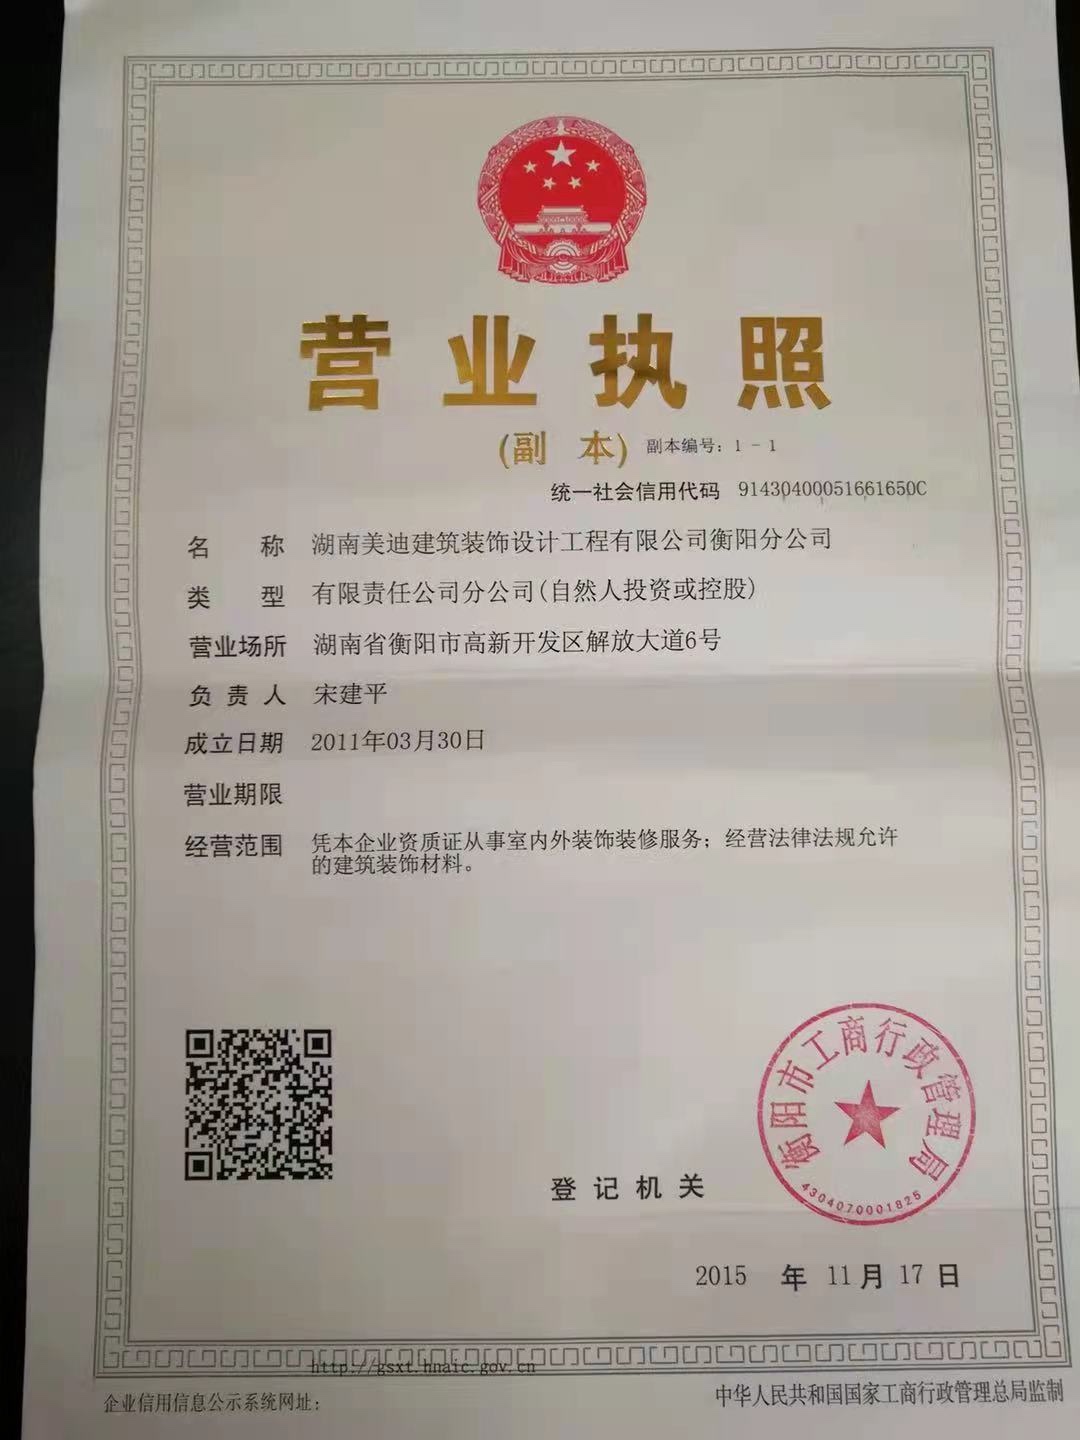 营业执照
(副 本) 副本编号：1－1
统一社会信用代码 91430400051661650C
名 称 湖南美迪建筑装饰设计工程有限公司衡阳分公司
类 型 有限责任公司分公司(自然人投资或控股)
营业场所 湖南省衡阳市高新开发区解放大道6号
负 责 人 宋建平
成立日期 2011年03月30日
营业期限
经营范围 凭本企业资质证从事室内外装饰装修服务；经营法律法规允许
的建筑装饰材料。
衡阳市工商行政管理局
4304070001825
登 记 机 关
2015 年 11 月 17 日
http://gsxt.hnaic.gov.cn
企业信用信息公示系统网址：
中华人民共和国国家工商行政管理总局监制